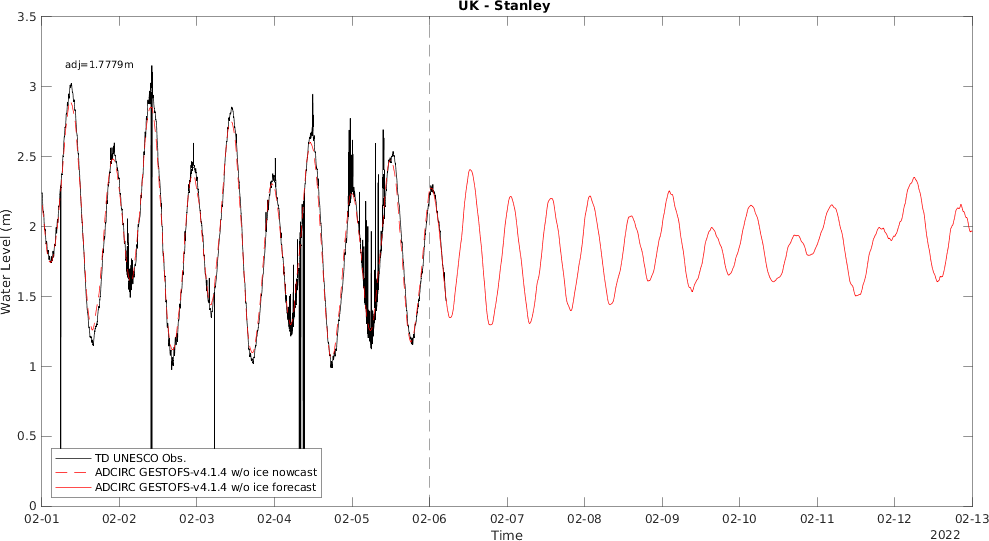 UK - Stanley
adj=1.7779m
3.5
3
2.5
2
1.5
1
0.5
0
Water Level (m)
TD UNESCO Obs.
ADCIRC GESTOFS-v4.1.4 w/o ice nowcast
ADCIRC GESTOFS-v4.1.4 w/o ice forecast
02-01 02-02 02-03 02-04 02-05 02-06 02-07 02-08 02-09 02-10 02-11 02-12 02-13
Time
2022